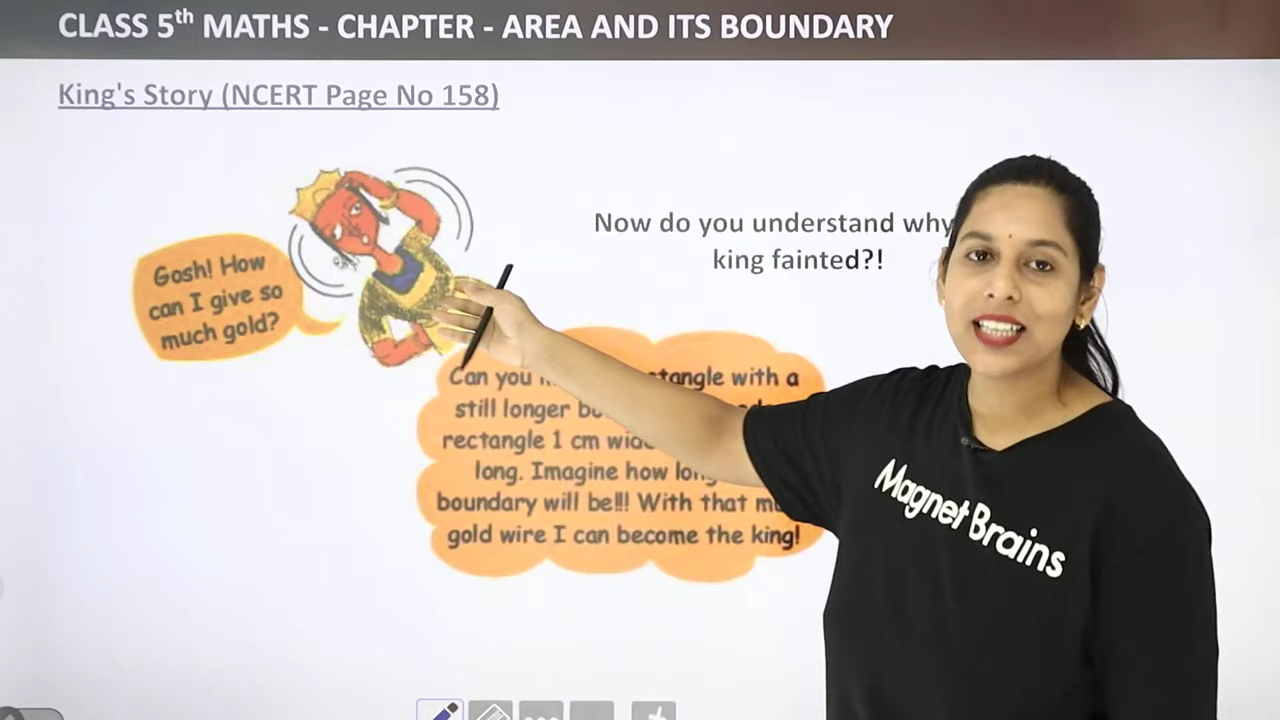 CLASS 5th MATHS - CHAPTER - AREA AND ITS BOUNDARY
King's Story (NCERT Page No 158)
Gosh! How
can I give so
much gold?
Now do you understand why
king fainted?!
Can you
with a
still longer
rectangle 1 cm
long. Imagine how
boundary will be!!! With that
gold wire I can become the king!
Magnet Brains